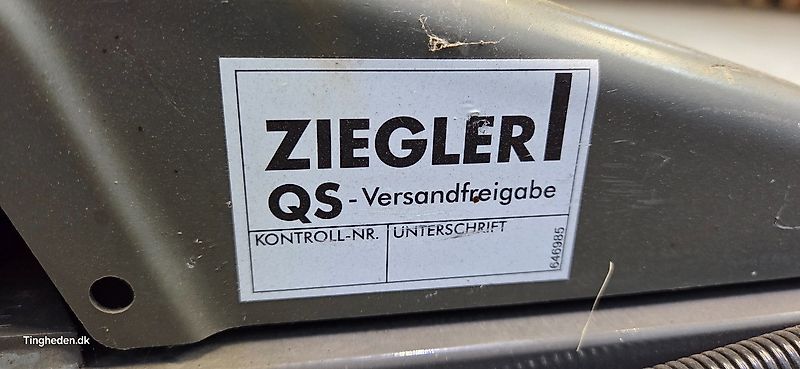 ZIEGLER
QS-Versandfreigabe
KONTROLL-NR. UNTERSCHRIFT
646985
Tingheden.dk